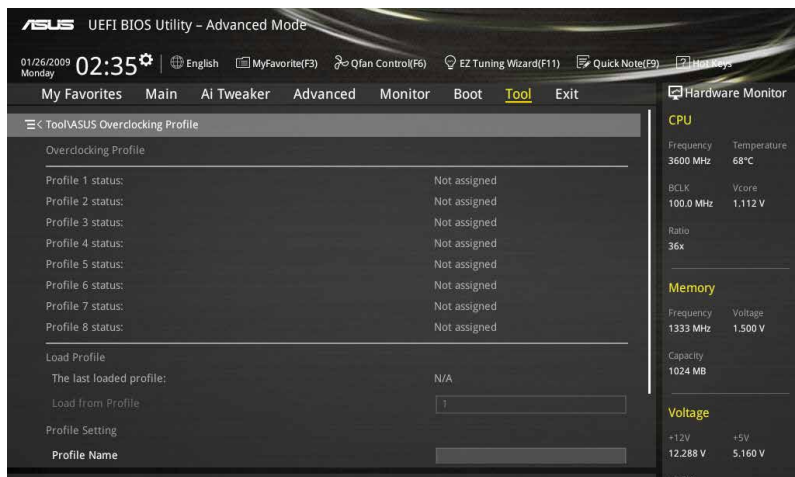 ASUS UEFI BIOS Utility – Advanced Mode
01/26/2009 Monday 02:35 English MyFavorite(F3) Qfan Control(F6) EZ Tuning Wizard(F11) Quick Note(F9) Hot Keys
My Favorites Main Ai Tweaker Advanced Monitor Boot Tool Exit
Tool\ASUS Overclocking Profile
Overclocking Profile
Profile 1 status: Not assigned
Profile 2 status: Not assigned
Profile 3 status: Not assigned
Profile 4 status: Not assigned
Profile 5 status: Not assigned
Profile 6 status: Not assigned
Profile 7 status: Not assigned
Profile 8 status: Not assigned
Load Profile
The last loaded profile: N/A
Load from Profile 1
Profile Setting
Profile Name
Hardware Monitor
CPU
Frequency Temperature
3600 MHz 68°C
BCLK Vcore
100.0 MHz 1.112 V
Ratio
36x
Memory
Frequency Voltage
1333 MHz 1.500 V
Capacity
1024 MB
Voltage
+12V +5V
12.288 V 5.160 V